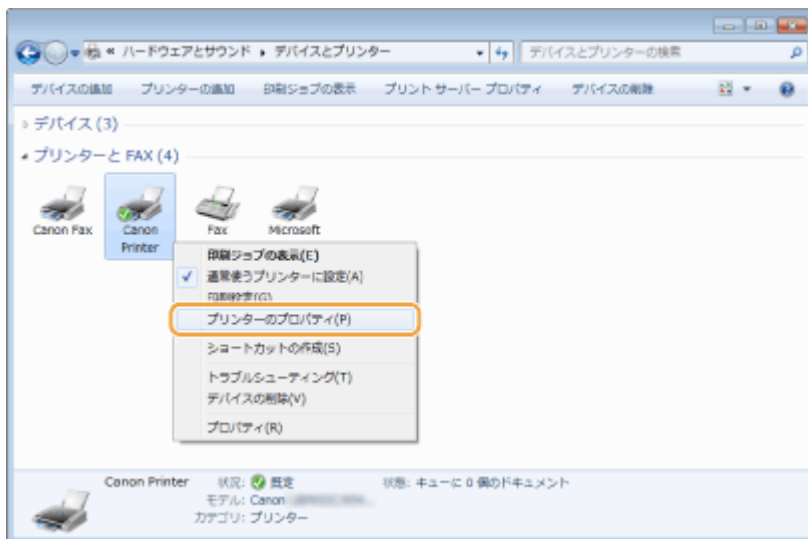 ハードウェアとサウンド ▸ デバイスとプリンター
デバイスとプリンターの検索
デバイスの追加 プリンターの追加 印刷ジョブの表示 プリント サーバー プロパティ デバイスの削除
デバイス (3)
プリンターと FAX (4)
Canon Fax
Canon Printer
Fax
Microsoft
印刷ジョブの表示(E)
通常使うプリンターに設定(A)
印刷設定(G)
プリンターのプロパティ(P)
ショートカットの作成(S)
トラブルシューティング(T)
デバイスの削除(V)
プロパティ(R)
Canon Printer 状況: 既定 状態: キューに 0 個のドキュメント
モデル: Canon
カテゴリ: プリンター